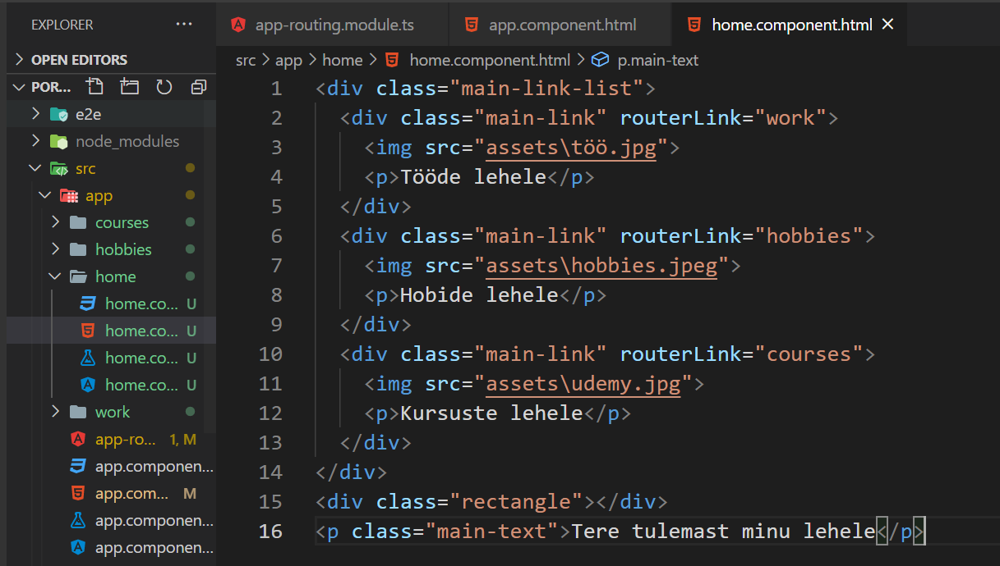 EXPLORER ···
OPEN EDITORS
POR...
e2e
node_modules
src
app
courses
hobbies
home
home.co... U
home.co... U
home.co... U
home.co... U
work
app-ro... 1, M
app.componen...
app.com... M
app.componen...
app.componen...
app-routing.module.ts app.component.html home.component.html
src > app > home > home.component.html > p.main-text
1 <div class="main-link-list">
2 <div class="main-link" routerLink="work">
3 <img src="assets\töö.jpg">
4 <p>Tööde lehele</p>
5 </div>
6 <div class="main-link" routerLink="hobbies">
7 <img src="assets\hobbies.jpeg">
8 <p>Hobide lehele</p>
9 </div>
10 <div class="main-link" routerLink="courses">
11 <img src="assets\udemy.jpg">
12 <p>Kursuste lehele</p>
13 </div>
14 </div>
15 <div class="rectangle"></div>
16 <p class="main-text">Tere tulemast minu lehele</p>